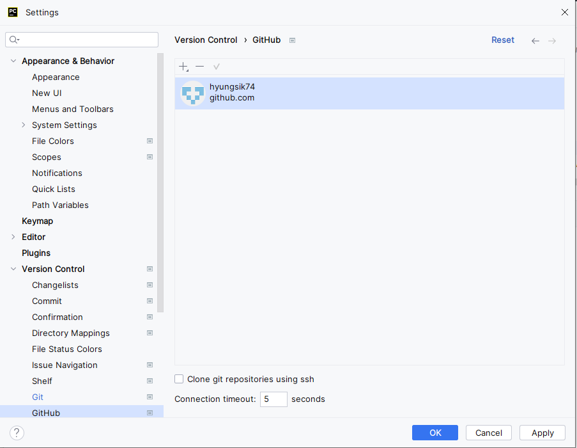 PC Settings
Version Control › GitHub Reset
Appearance & Behavior
Appearance
New UI
Menus and Toolbars
System Settings
File Colors
Scopes
Notifications
Quick Lists
Path Variables
Keymap
Editor
Plugins
Version Control
Changelists
Commit
Confirmation
Directory Mappings
File Status Colors
Issue Navigation
Shelf
Git
GitHub
hyungsik74
github.com
Clone git repositories using ssh
Connection timeout: 5 seconds
? OK Cancel Apply